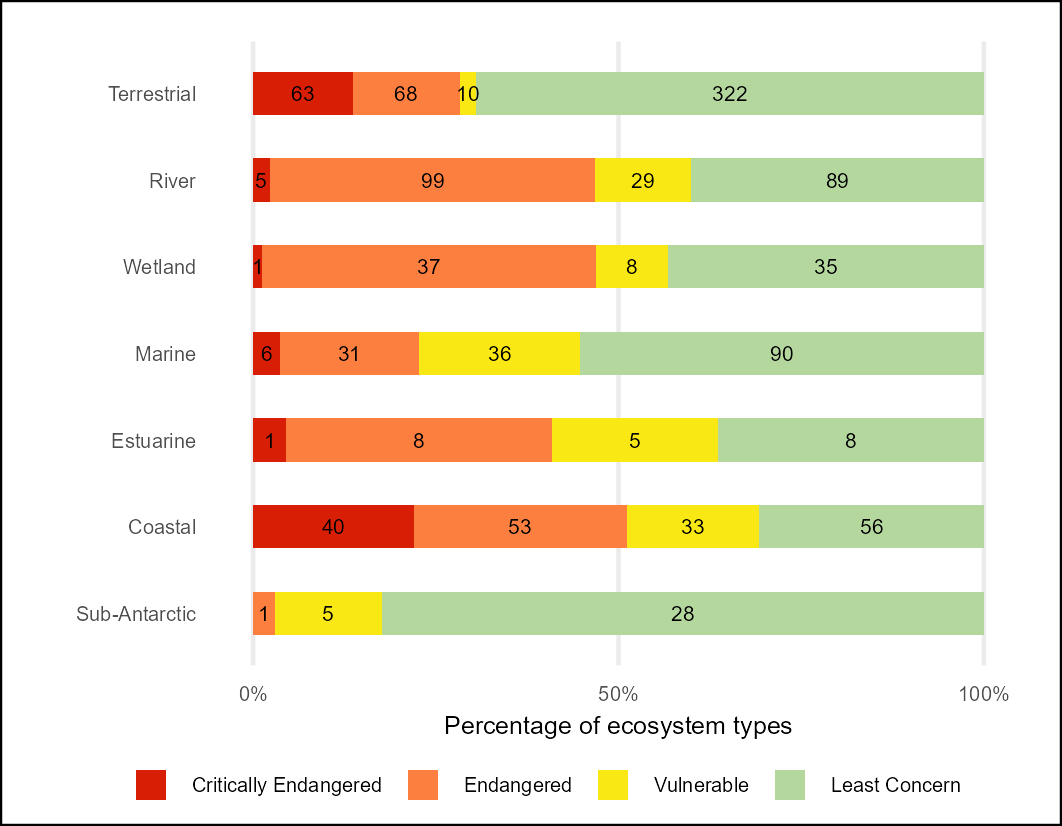 Terrestrial 63 68 10 322
River 5 99 29 89
Wetland 1 37 8 35
Marine 6 31 36 90
Estuarine 1 8 5 8
Coastal 40 53 33 56
Sub-Antarctic 1 5 28
0% 50% 100%
Percentage of ecosystem types
Critically Endangered Endangered Vulnerable Least Concern